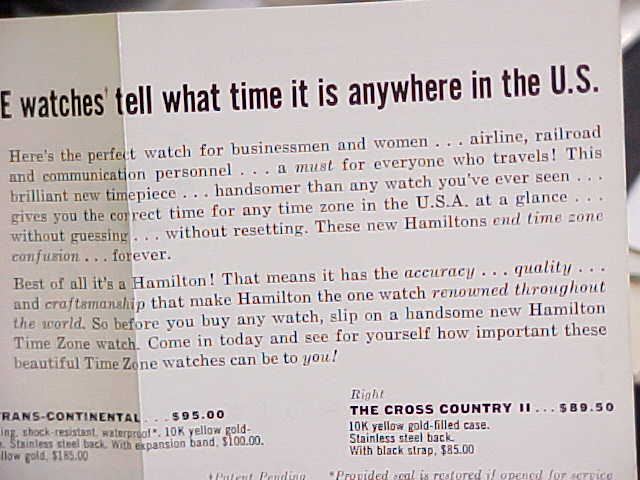 E watches† tell what time it is anywhere in the U.S.
Here's the perfect watch for businessmen and women . . . airline, railroad
and communication personnel . . . a must for everyone who travels! This
brilliant new timepiece . . . handsomer than any watch you've ever seen . . .
gives you the correct time for any time zone in the U.S.A. at a glance . . .
without guessing . . . without resetting. These new Hamiltons end time zone
confusion . . . forever.
Best of all it's a Hamilton! That means it has the accuracy . . . quality . . .
and craftsmanship that make Hamilton the one watch renowned throughout
the world. So before you buy any watch, slip on a handsome new Hamilton
Time Zone watch. Come in today and see for yourself how important these
beautiful Time Zone watches can be to you!
TRANS-CONTINENTAL . . . $95.00
ing, shock-resistant, waterproof*. 10K yellow gold-
. Stainless steel back. With expansion band, $100.00.
llow gold, $185.00
Right
THE CROSS COUNTRY II . . . $89.50
10K yellow gold-filled case.
Stainless steel back.
With black strap, $85.00
†Patent Pending *Provided seal is restored if opened for service